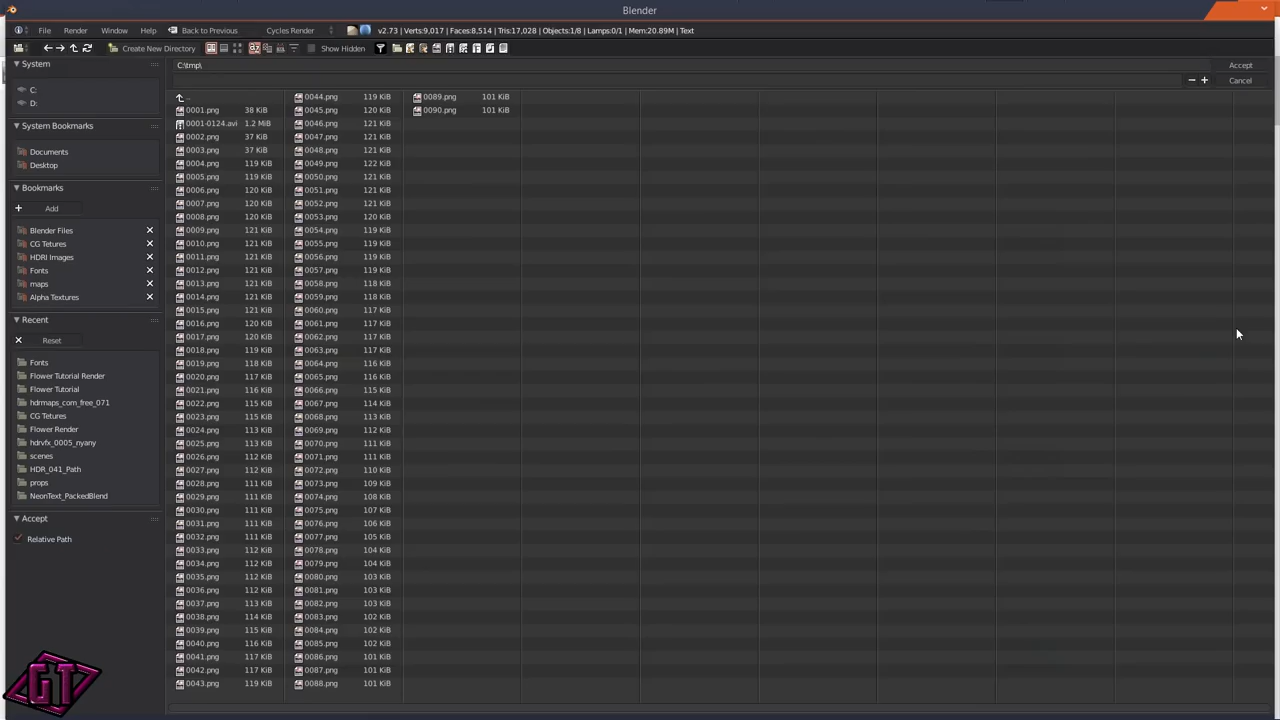 Blender
File Render Window Help Back to Previous Cycles Render v2.73 | Verts:9,017 | Faces:8,514 | Tris:17,028 | Objects:1/8 | Lamps:0/1 | Mem:20.89M | Text
Create New Directory Show Hidden
System
C:
D:
System Bookmarks
Documents
Desktop
Bookmarks
Add
Blender Files
CG Tetures
HDRI Images
Fonts
maps
Alpha Textures
Recent
Reset
Fonts
Flower Tutorial Render
Flower Tutorial
hdrmaps_com_free_071
CG Tetures
Flower Render
hdrvfx_0005_nyany
scenes
HDR_041_Path
props
NeonText_PackedBlend
Accept
Relative Path
GT
C:\tmp\ Accept
Cancel
..
0001.png 38 KiB
0001-0124.avi 1.2 MiB
0002.png 37 KiB
0003.png 37 KiB
0004.png 119 KiB
0005.png 119 KiB
0006.png 120 KiB
0007.png 120 KiB
0008.png 120 KiB
0009.png 121 KiB
0010.png 121 KiB
0011.png 121 KiB
0012.png 121 KiB
0013.png 121 KiB
0014.png 121 KiB
0015.png 121 KiB
0016.png 120 KiB
0017.png 120 KiB
0018.png 119 KiB
0019.png 118 KiB
0020.png 117 KiB
0021.png 116 KiB
0022.png 115 KiB
0023.png 115 KiB
0024.png 113 KiB
0025.png 113 KiB
0026.png 112 KiB
0027.png 112 KiB
0028.png 111 KiB
0029.png 111 KiB
0030.png 111 KiB
0031.png 111 KiB
0032.png 111 KiB
0033.png 112 KiB
0034.png 112 KiB
0035.png 112 KiB
0036.png 112 KiB
0037.png 113 KiB
0038.png 114 KiB
0039.png 115 KiB
0040.png 116 KiB
0041.png 117 KiB
0042.png 117 KiB
0043.png 119 KiB
0044.png 119 KiB
0045.png 120 KiB
0046.png 121 KiB
0047.png 121 KiB
0048.png 121 KiB
0049.png 122 KiB
0050.png 121 KiB
0051.png 121 KiB
0052.png 121 KiB
0053.png 120 KiB
0054.png 119 KiB
0055.png 119 KiB
0056.png 119 KiB
0057.png 119 KiB
0058.png 118 KiB
0059.png 118 KiB
0060.png 117 KiB
0061.png 117 KiB
0062.png 117 KiB
0063.png 117 KiB
0064.png 116 KiB
0065.png 116 KiB
0066.png 115 KiB
0067.png 114 KiB
0068.png 113 KiB
0069.png 112 KiB
0070.png 111 KiB
0071.png 111 KiB
0072.png 110 KiB
0073.png 109 KiB
0074.png 108 KiB
0075.png 107 KiB
0076.png 106 KiB
0077.png 105 KiB
0078.png 104 KiB
0079.png 104 KiB
0080.png 103 KiB
0081.png 103 KiB
0082.png 103 KiB
0083.png 102 KiB
0084.png 102 KiB
0085.png 102 KiB
0086.png 101 KiB
0087.png 101 KiB
0088.png 101 KiB
0089.png 101 KiB
0090.png 101 KiB